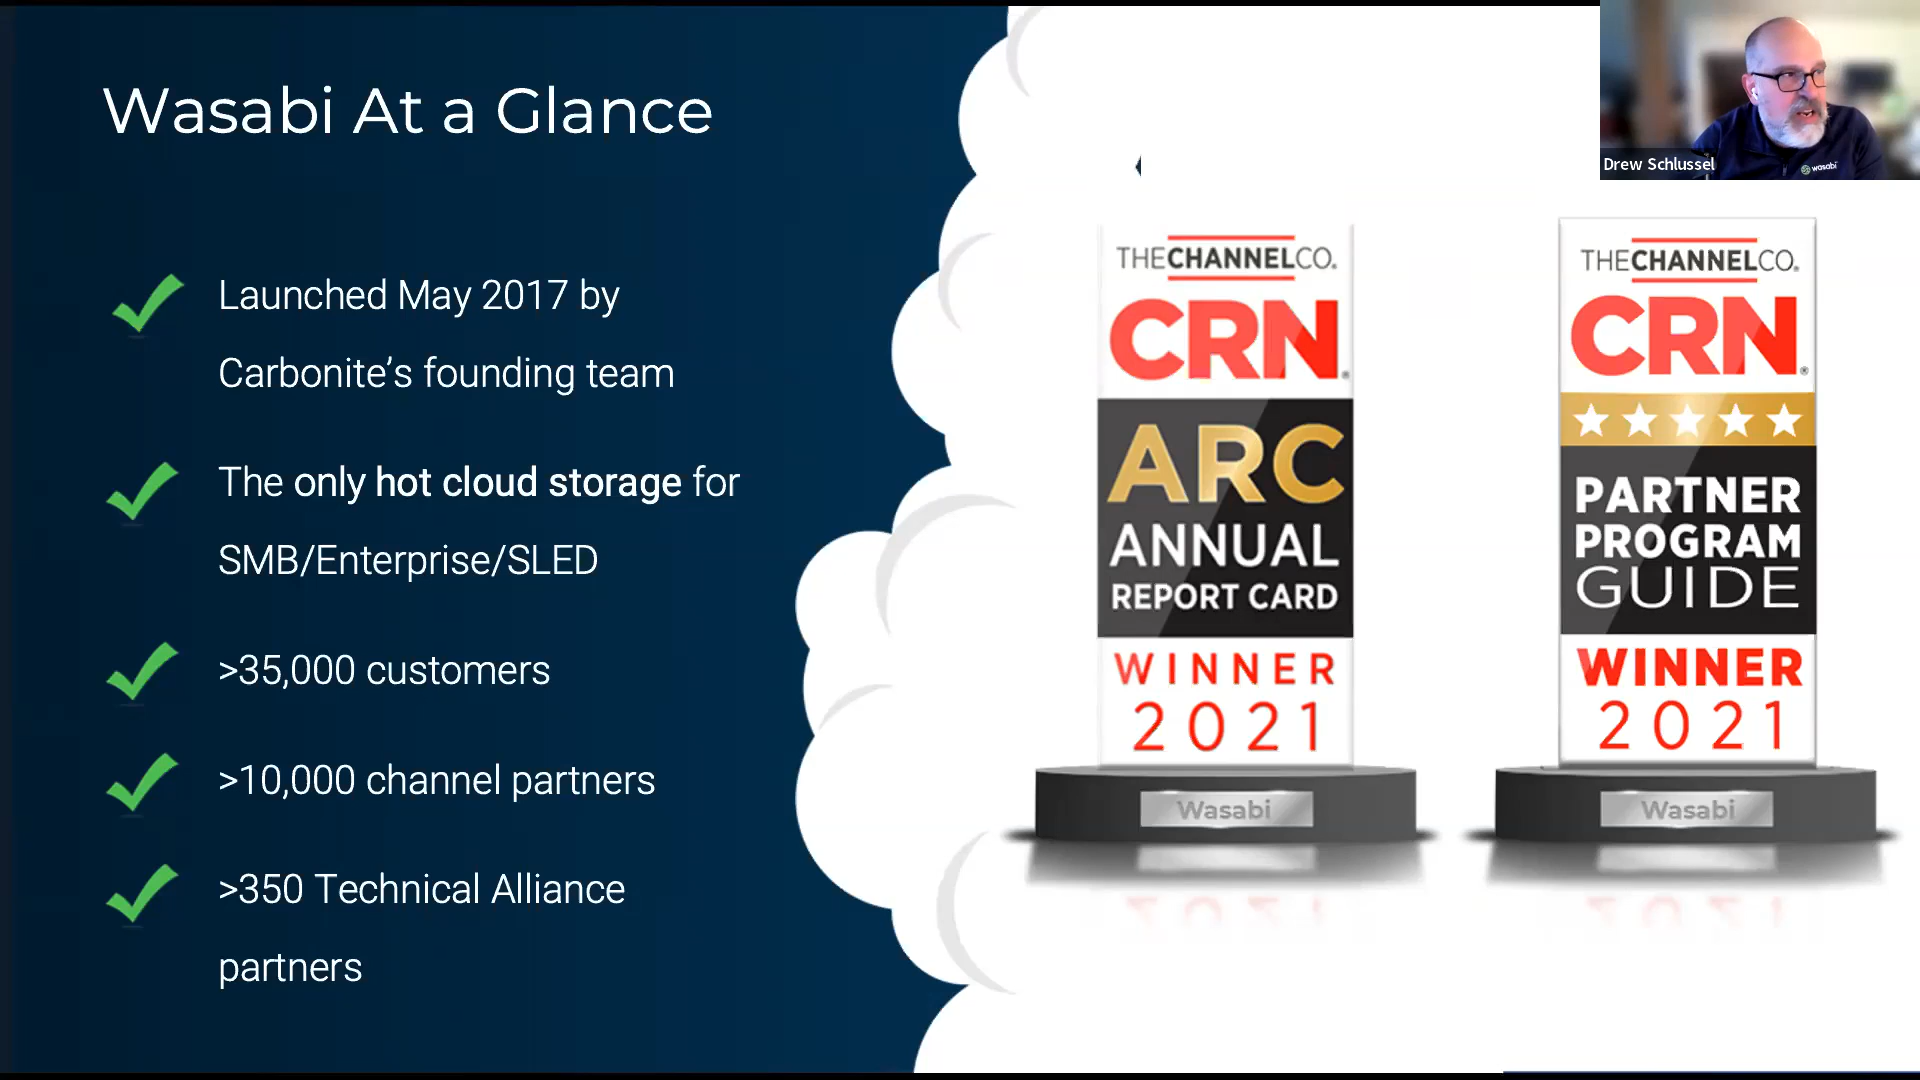 Wasabi At a Glance
Launched May 2017 by
Carbonite’s founding team
The only hot cloud storage for
SMB/Enterprise/SLED
>35,000 customers
>10,000 channel partners
>350 Technical Alliance
partners
THECHANNELCO.
CRN®
ARC
ANNUAL
REPORT CARD
WINNER
2021
Wasabi
THECHANNELCO.
CRN®
PARTNER
PROGRAM
GUIDE
WINNER
2021
Wasabi
Drew Schlussel
wasabi